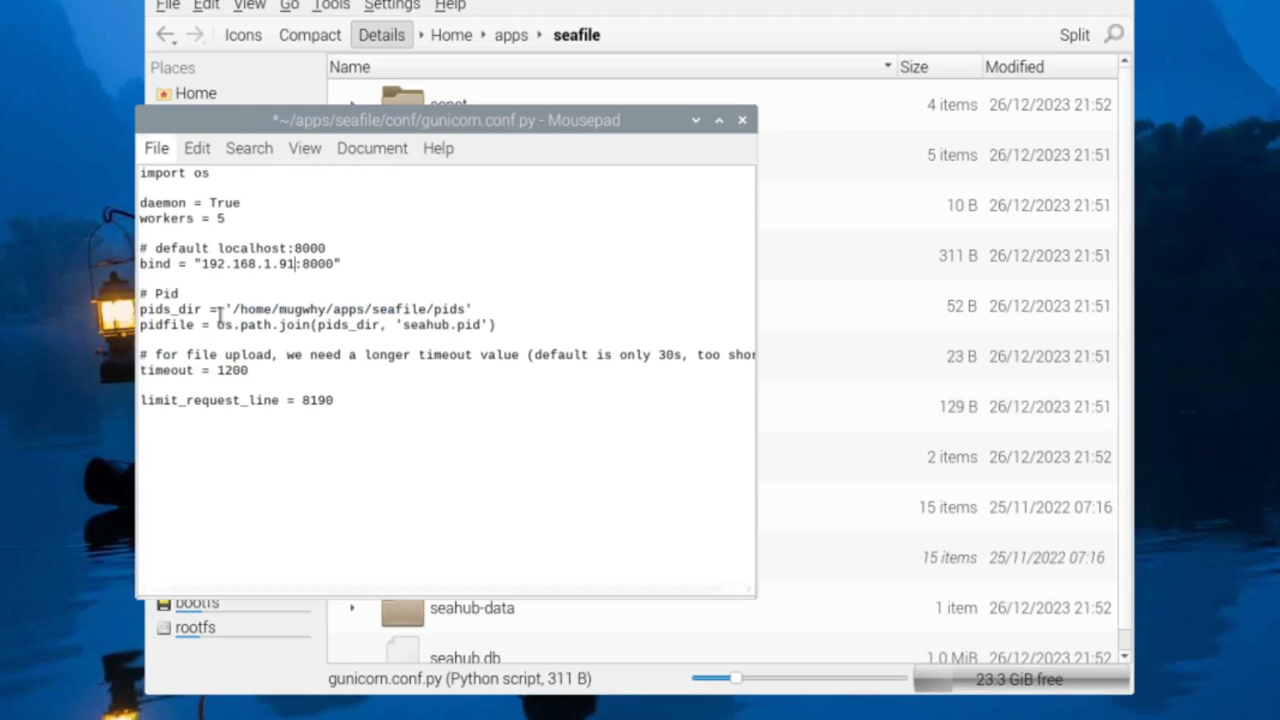 File Edit View Go Tools Settings Help
Icons Compact Details Home apps seafile Split
Places
Name Size Modified
Home
4 items 26/12/2023 21:52
*~/apps/seafile/conf/gunicorn.conf.py - Mousepad
File Edit Search View Document Help
5 items 26/12/2023 21:51
import os
daemon = True
workers = 5
10 B 26/12/2023 21:51
# default localhost:8000
bind = "192.168.1.91:8000"
311 B 26/12/2023 21:51
# Pid
pids_dir = '/home/mugwhy/apps/seafile/pids'
pidfile = os.path.join(pids_dir, 'seahub.pid')
52 B 26/12/2023 21:51
# for file upload, we need a longer timeout value (default is only 30s, too shor
timeout = 1200
23 B 26/12/2023 21:51
limit_request_line = 8190
129 B 26/12/2023 21:51
2 items 26/12/2023 21:52
15 items 25/11/2022 07:16
15 items 25/11/2022 07:16
bootfs
seahub-data 1 item 26/12/2023 21:52
rootfs
seahub.db 1.0 MiB 26/12/2023 21:52
gunicorn.conf.py (Python script, 311 B) 23.3 GiB free